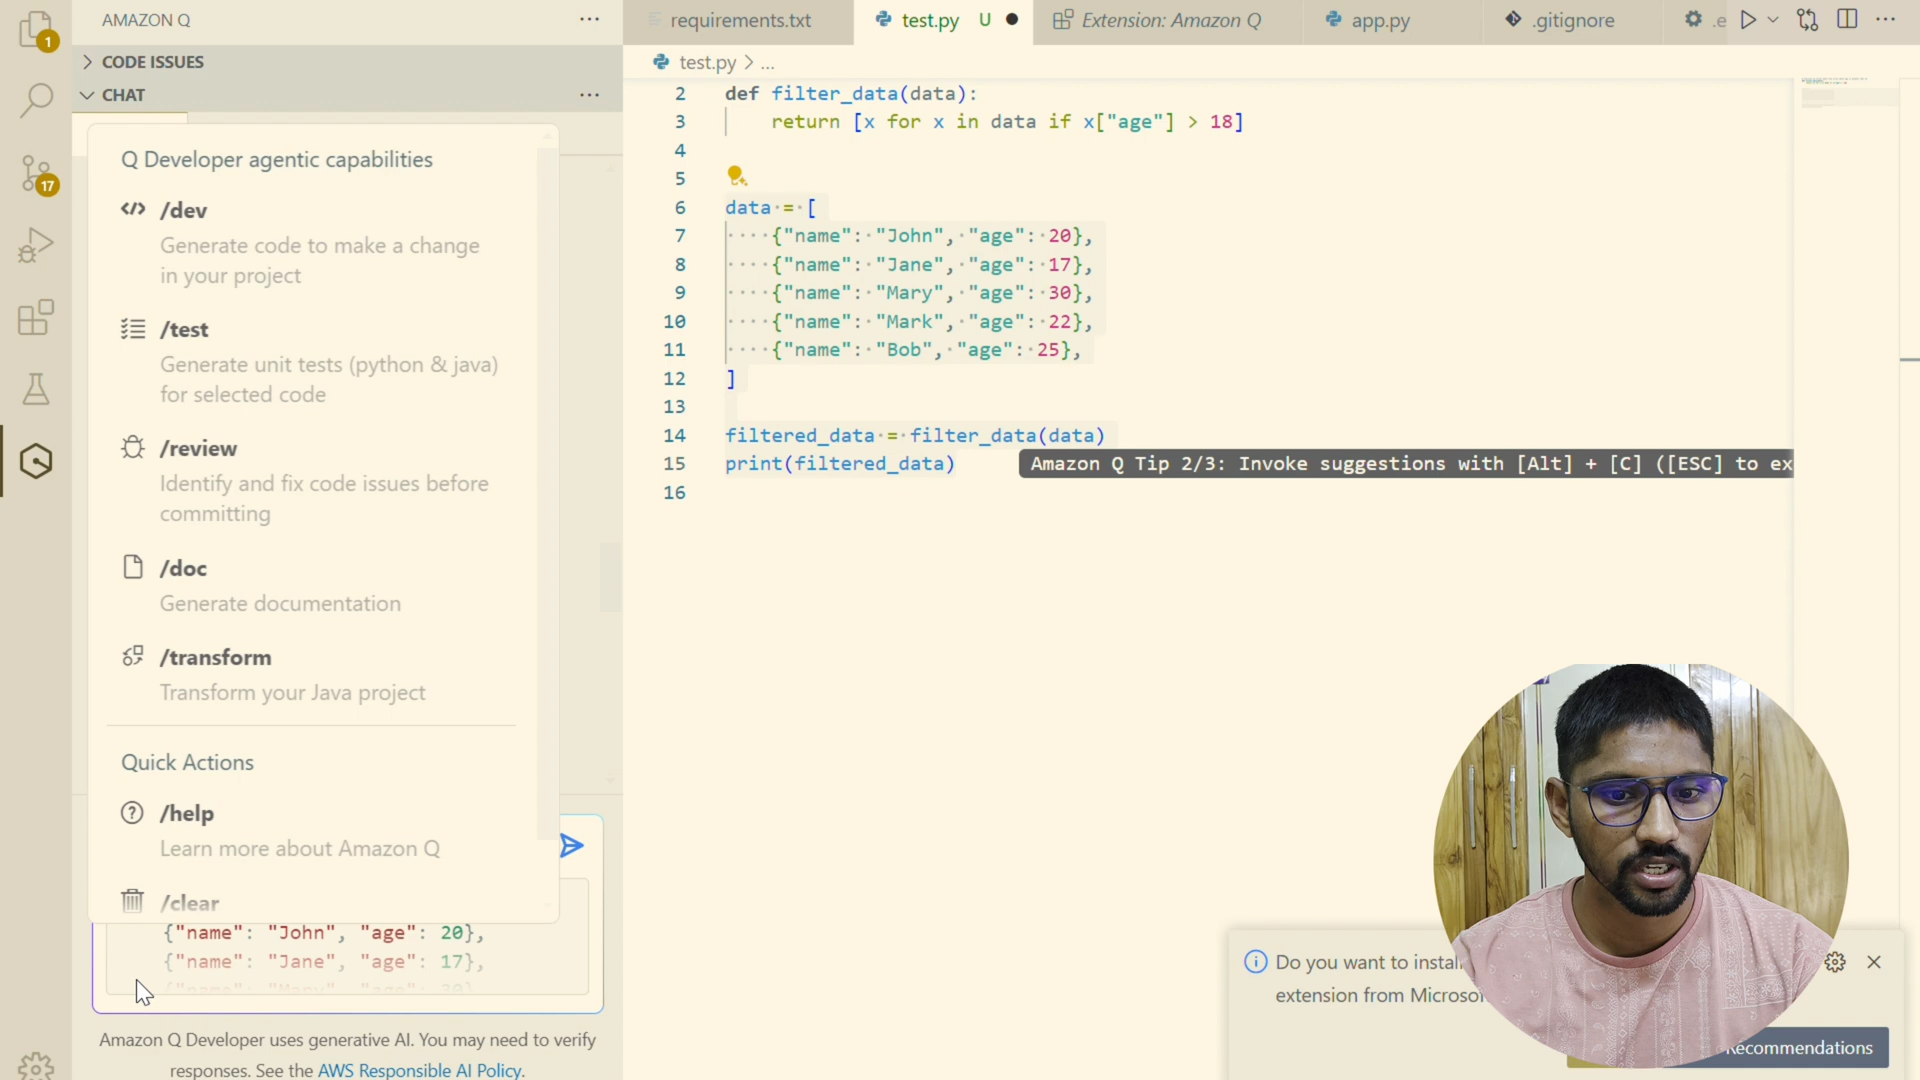 1
17
AMAZON Q
CODE ISSUES
CHAT
Q Developer agentic capabilities
/dev
Generate code to make a change
in your project
/test
Generate unit tests (python & java)
for selected code
/review
Identify and fix code issues before
committing
/doc
Generate documentation
/transform
Transform your Java project
Quick Actions
/help
Learn more about Amazon Q
/clear
{"name": "John", "age": 20},
{"name": "Jane", "age": 17},
{"name": "Mary", "age": 30},
Amazon Q Developer uses generative AI. You may need to verify
responses. See the AWS Responsible AI Policy.
requirements.txt
test.py U
Extension: Amazon Q
app.py
.gitignore
.e
test.py > ...
2 def filter_data(data):
3 return [x for x in data if x["age"] > 18]
4
5
6 data = [
7 {"name": "John", "age": 20},
8 {"name": "Jane", "age": 17},
9 {"name": "Mary", "age": 30},
10 {"name": "Mark", "age": 22},
11 {"name": "Bob", "age": 25},
12 ]
13
14 filtered_data = filter_data(data)
15 print(filtered_data) Amazon Q Tip 2/3: Invoke suggestions with [Alt] + [C] ([ESC] to ex
16
Do you want to instal
extension from Microso
Recommendations